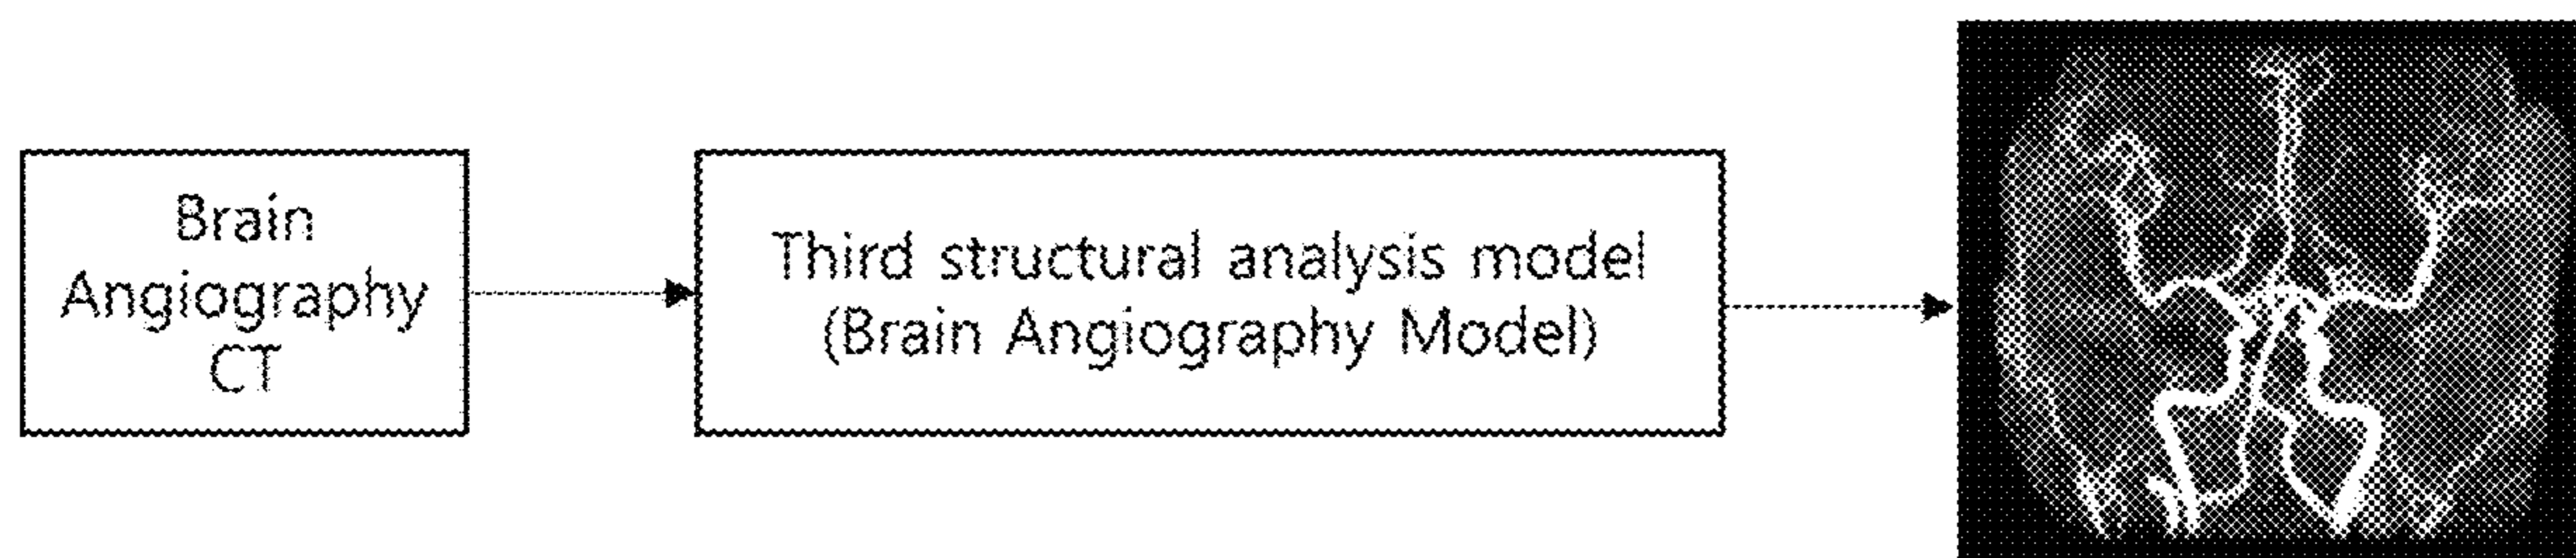 Brain
Angiography
CT
Third structural analysis model
(Brain Angiography Model)